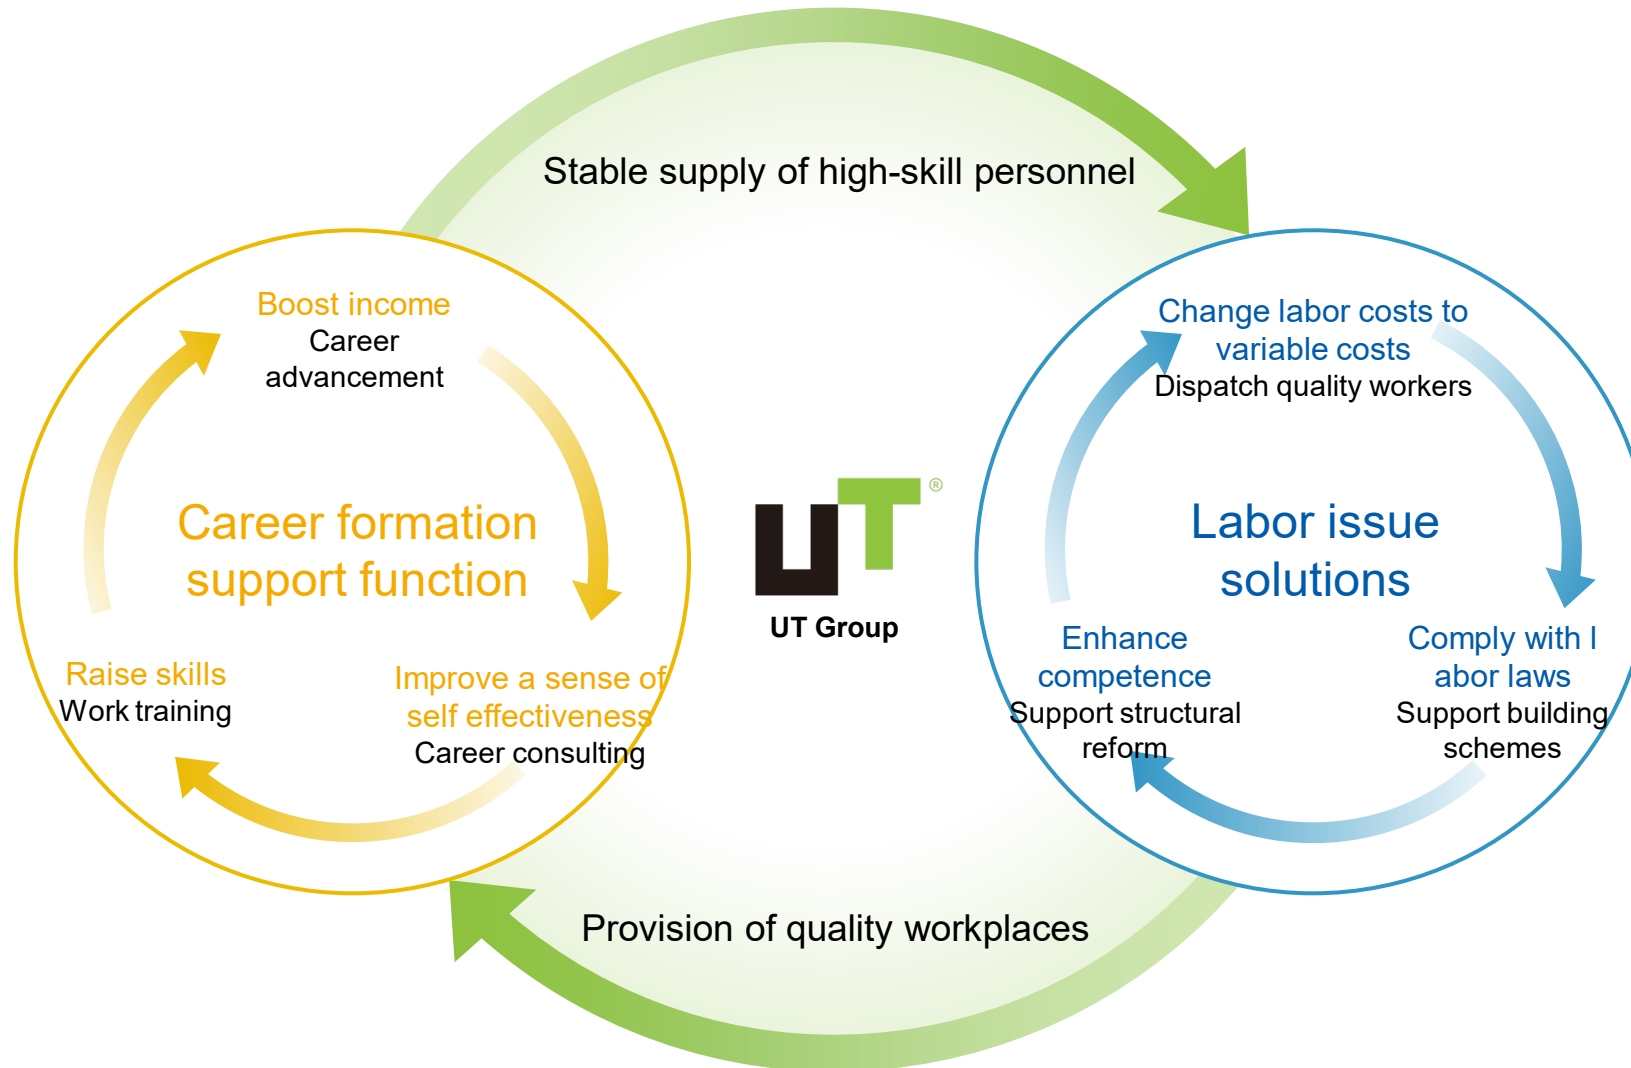 Stable supply of high-skill personnel
Boost income
Career
advancement
Career formation
support function
Raise skills
Work training
Improve a sense of
self effectiveness
Career consulting
UT®
UT Group
Change labor costs to
variable costs
Dispatch quality workers
Labor issue
solutions
Enhance
competence
Support structural
reform
Comply with l
abor laws
Support building
schemes
Provision of quality workplaces